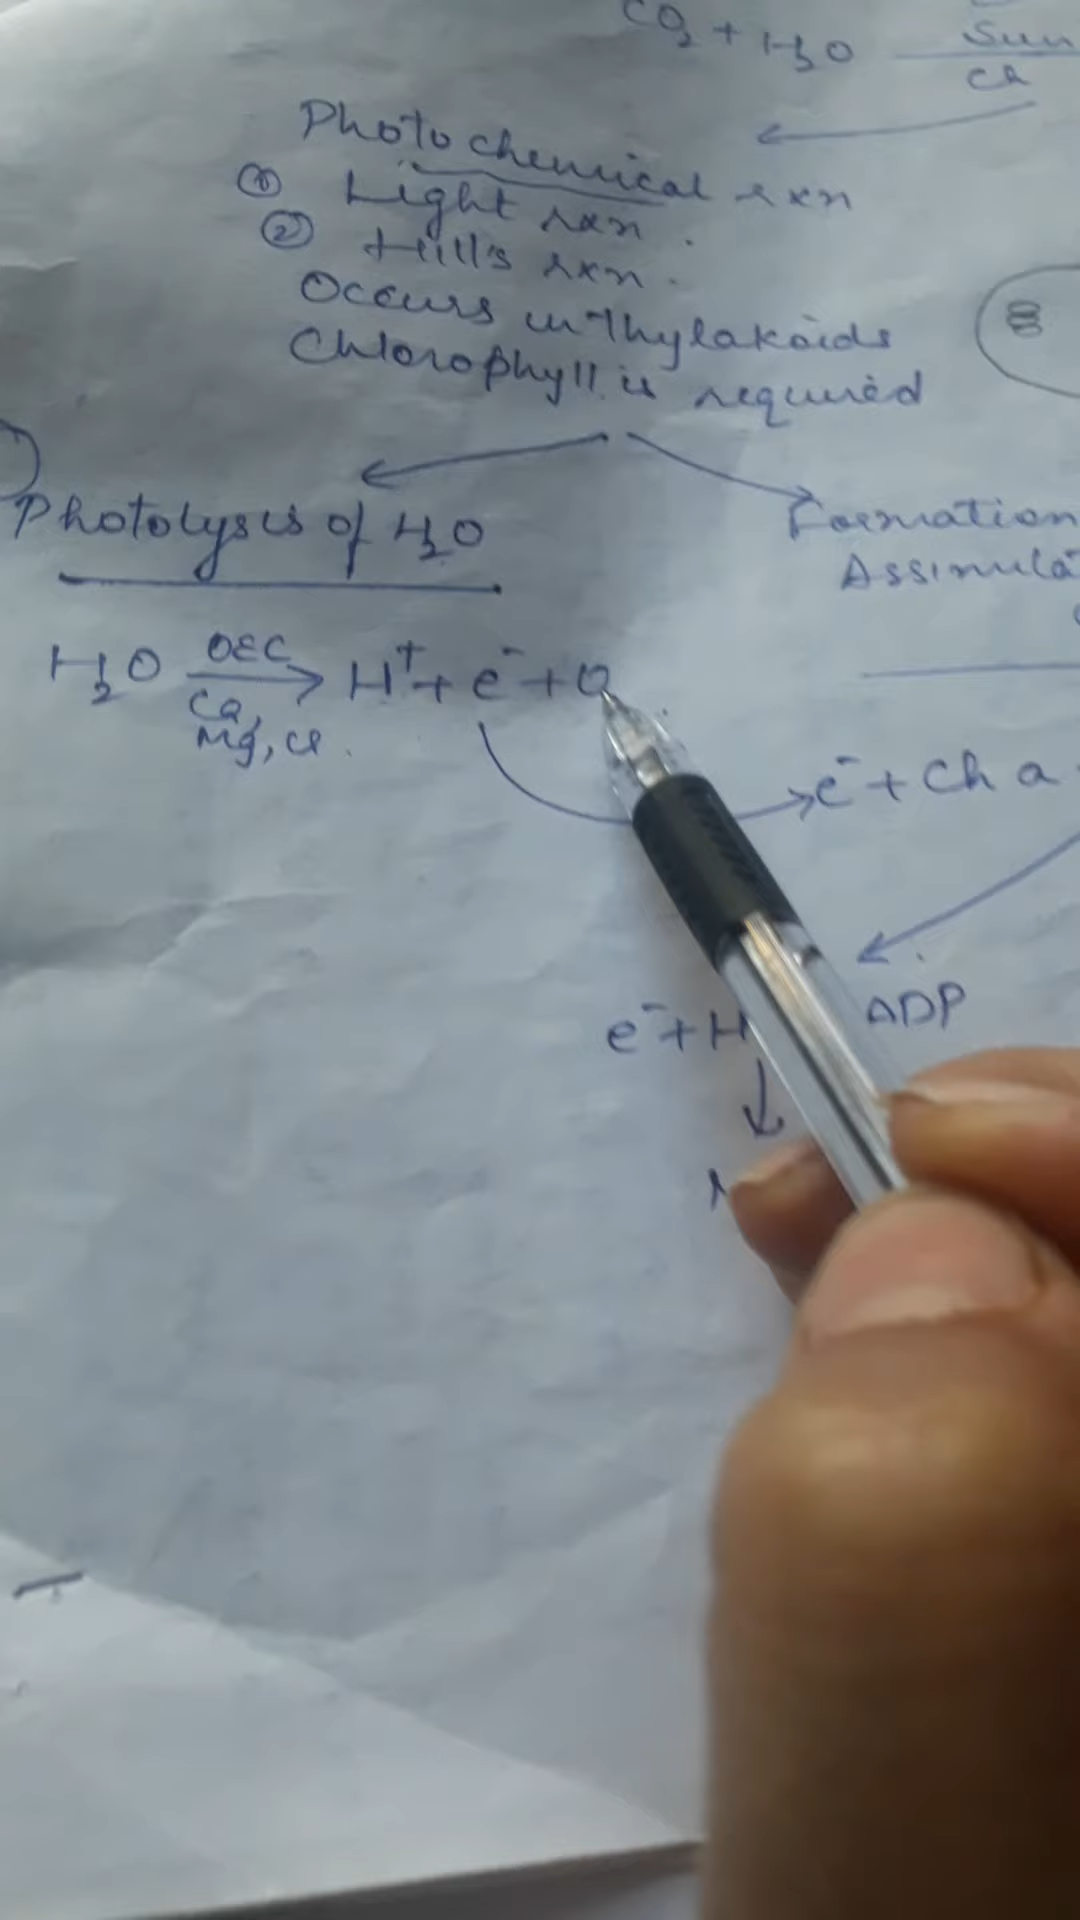 CO2 + H2O Sun
Photochemical rxn
① Light rxn.
② Hill's rxn.
Occurs in Thylakoids
Chlorophyll is required
Photolysis of H2O
Formation
Assimila
H2O OEC → H+ + e- + O
Ca,
Mg, Cl.
e- + Ch a
ADP
e- + H